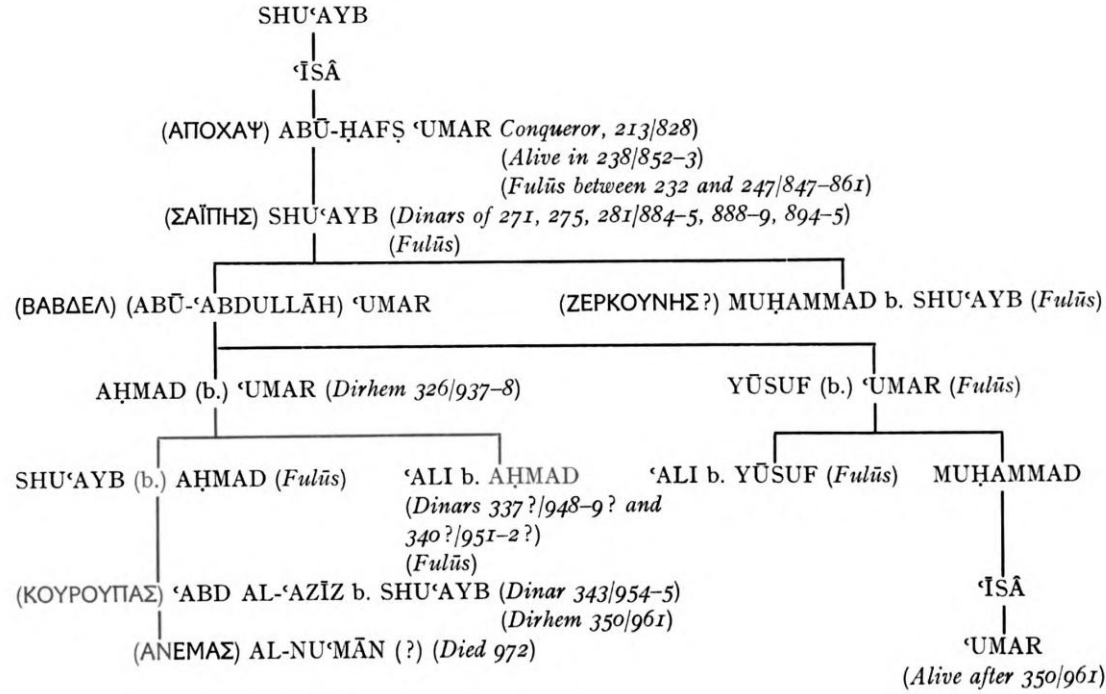 SHUʿAYB
ʿĪSÂ
(ΑΠΟΧΑΨ) ABŪ-ḤAFṢ ʿUMAR Conqueror, 213/828)
(Alive in 238/852–3)
(Fulūs between 232 and 247/847–861)
(ΣΑΪΠΗΣ) SHUʿAYB (Dinars of 271, 275, 281/884–5, 888–9, 894–5)
(Fulūs)
(ΒΑΒΔΕΛ) (ABŪ-ʿABDULLĀH) ʿUMAR (ΖΕΡΚΟΥΝΗΣ?) MUḤAMMAD b. SHUʿAYB (Fulūs)
AḤMAD (b.) ʿUMAR (Dirhem 326/937–8) YŪSUF (b.) ʿUMAR (Fulūs)
SHUʿAYB (b.) AḤMAD (Fulūs) ʿALI b. AḤMAD ʿALI b. YŪSUF (Fulūs) MUḤAMMAD
(Dinars 337?/948–9? and
340?/951–2?)
(Fulūs)
(ΚΟΥΡΟΥΠΑΣ) ʿABD AL-ʿAZĪZ b. SHUʿAYB (Dinar 343/954–5) ʿĪSÂ
(Dirhem 350/961)
(ΑΝΕΜΑΣ) AL-NUʿMĀN (?) (Died 972) ʿUMAR
(Alive after 350/961)